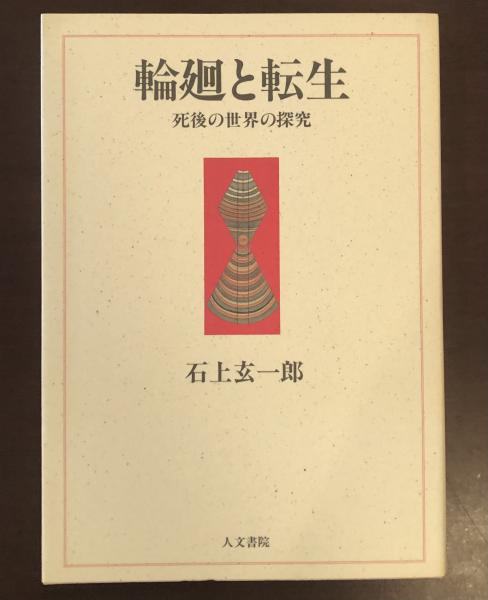 輪廻と転生
死後の世界の探究
石上玄一郎
人文書院